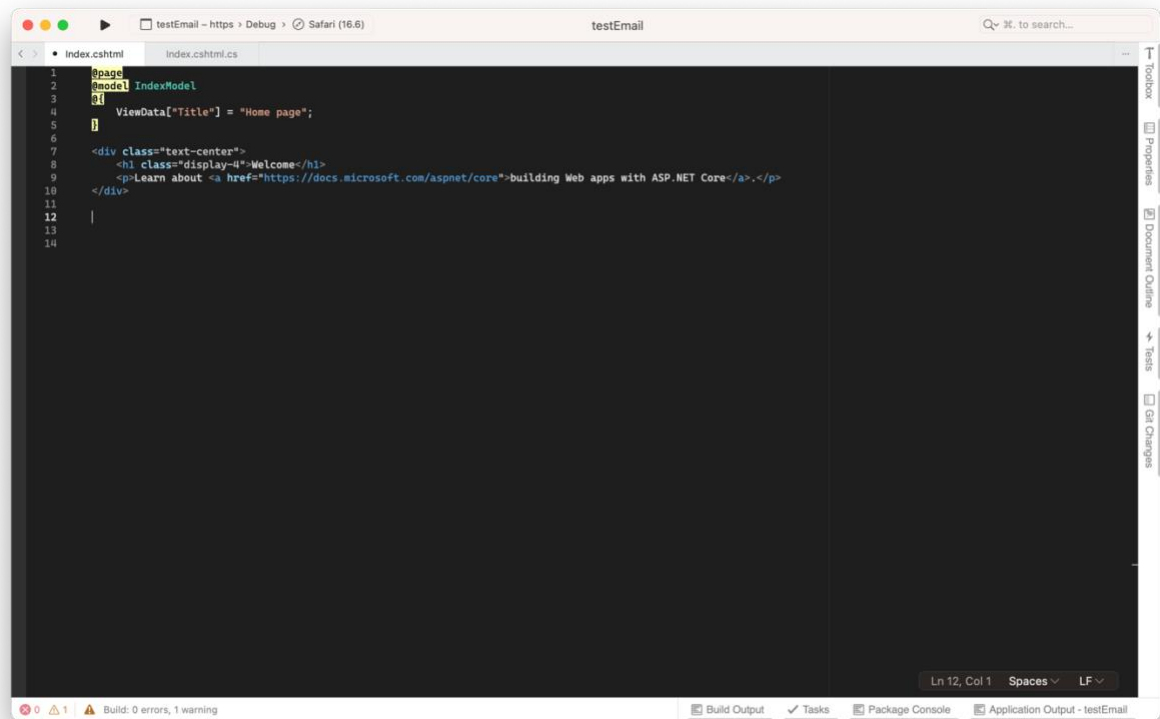 testEmail – https › Debug › Safari (16.6)
testEmail
⌘. to search...
Index.cshtml
Index.cshtml.cs
1 @page
2 @model IndexModel
3 @{
4 ViewData["Title"] = "Home page";
5 }
6
7 <div class="text-center">
8 <h1 class="display-4">Welcome</h1>
9 <p>Learn about <a href="https://docs.microsoft.com/aspnet/core">building Web apps with ASP.NET Core</a>.</p>
10 </div>
11
12
13
14
Toolbox
Properties
Document Outline
Tests
Git Changes
Ln 12, Col 1 Spaces LF
0 1 Build: 0 errors, 1 warning
Build Output Tasks Package Console Application Output - testEmail